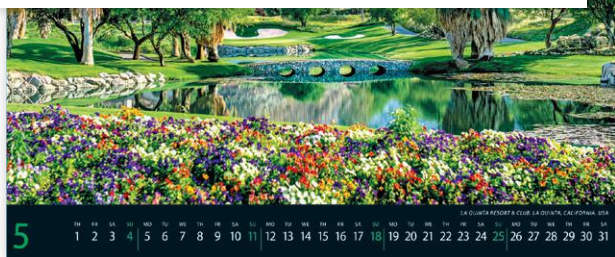 LA QUINTA RESORT & CLUB, LA QUINTA, CALIFORNIA, USA
5
TH FR SA SU MO TU WE TH FR SA SU MO TU WE TH FR SA SU MO TU WE TH FR SA SU MO TU WE TH FR SA
1 2 3 4 5 6 7 8 9 10 11 12 13 14 15 16 17 18 19 20 21 22 23 24 25 26 27 28 29 30 31